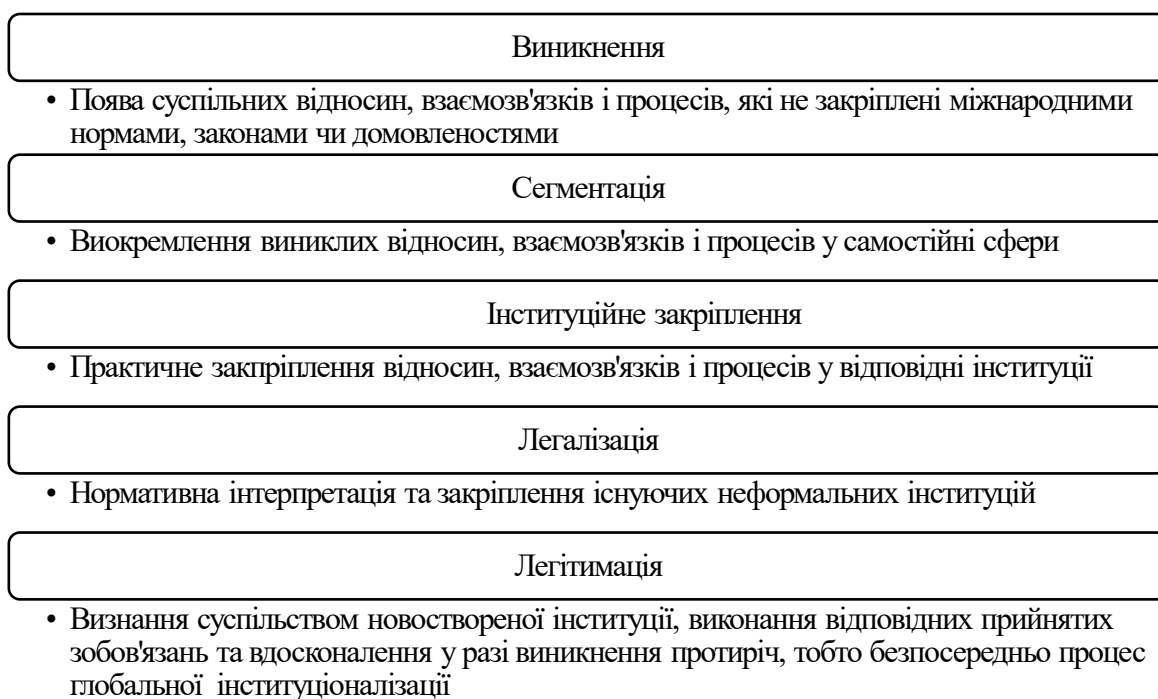 Виникнення
• Поява суспільних відносин, взаємозв'язків і процесів, які не закріплені міжнародними
нормами, законами чи домовленостями
Сегментація
• Виокремлення виниклих відносин, взаємозв'язків і процесів у самостійні сфери
Інституційне закріплення
• Практичне закпріплення відносин, взаємозв'язків і процесів у відповідні інституції
Легалізація
• Нормативна інтерпретація та закріплення існуючих неформальних інституцій
Легітимація
• Визнання суспільством новоствореної інституції, виконання відповідних прийнятих
зобов'язань та вдосконалення у разі виникнення протиріч, тобто безпосередньо процес
глобальної інституціоналізації